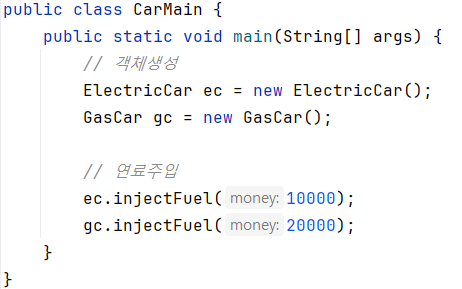 public class CarMain {
    public static void main(String[] args) {
        // 객체생성
        ElectricCar ec = new ElectricCar();
        GasCar gc = new GasCar();
        // 연료주입
        ec.injectFuel( money: 10000);
        gc.injectFuel( money: 20000);
    }
}